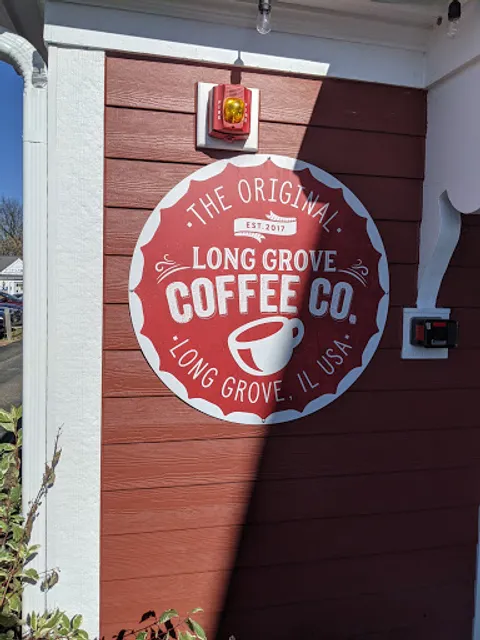 ·THE ORIGINAL·
EST. 2017
LONG GROVE
COFFEE CO.
·LONG GROVE, IL USA·